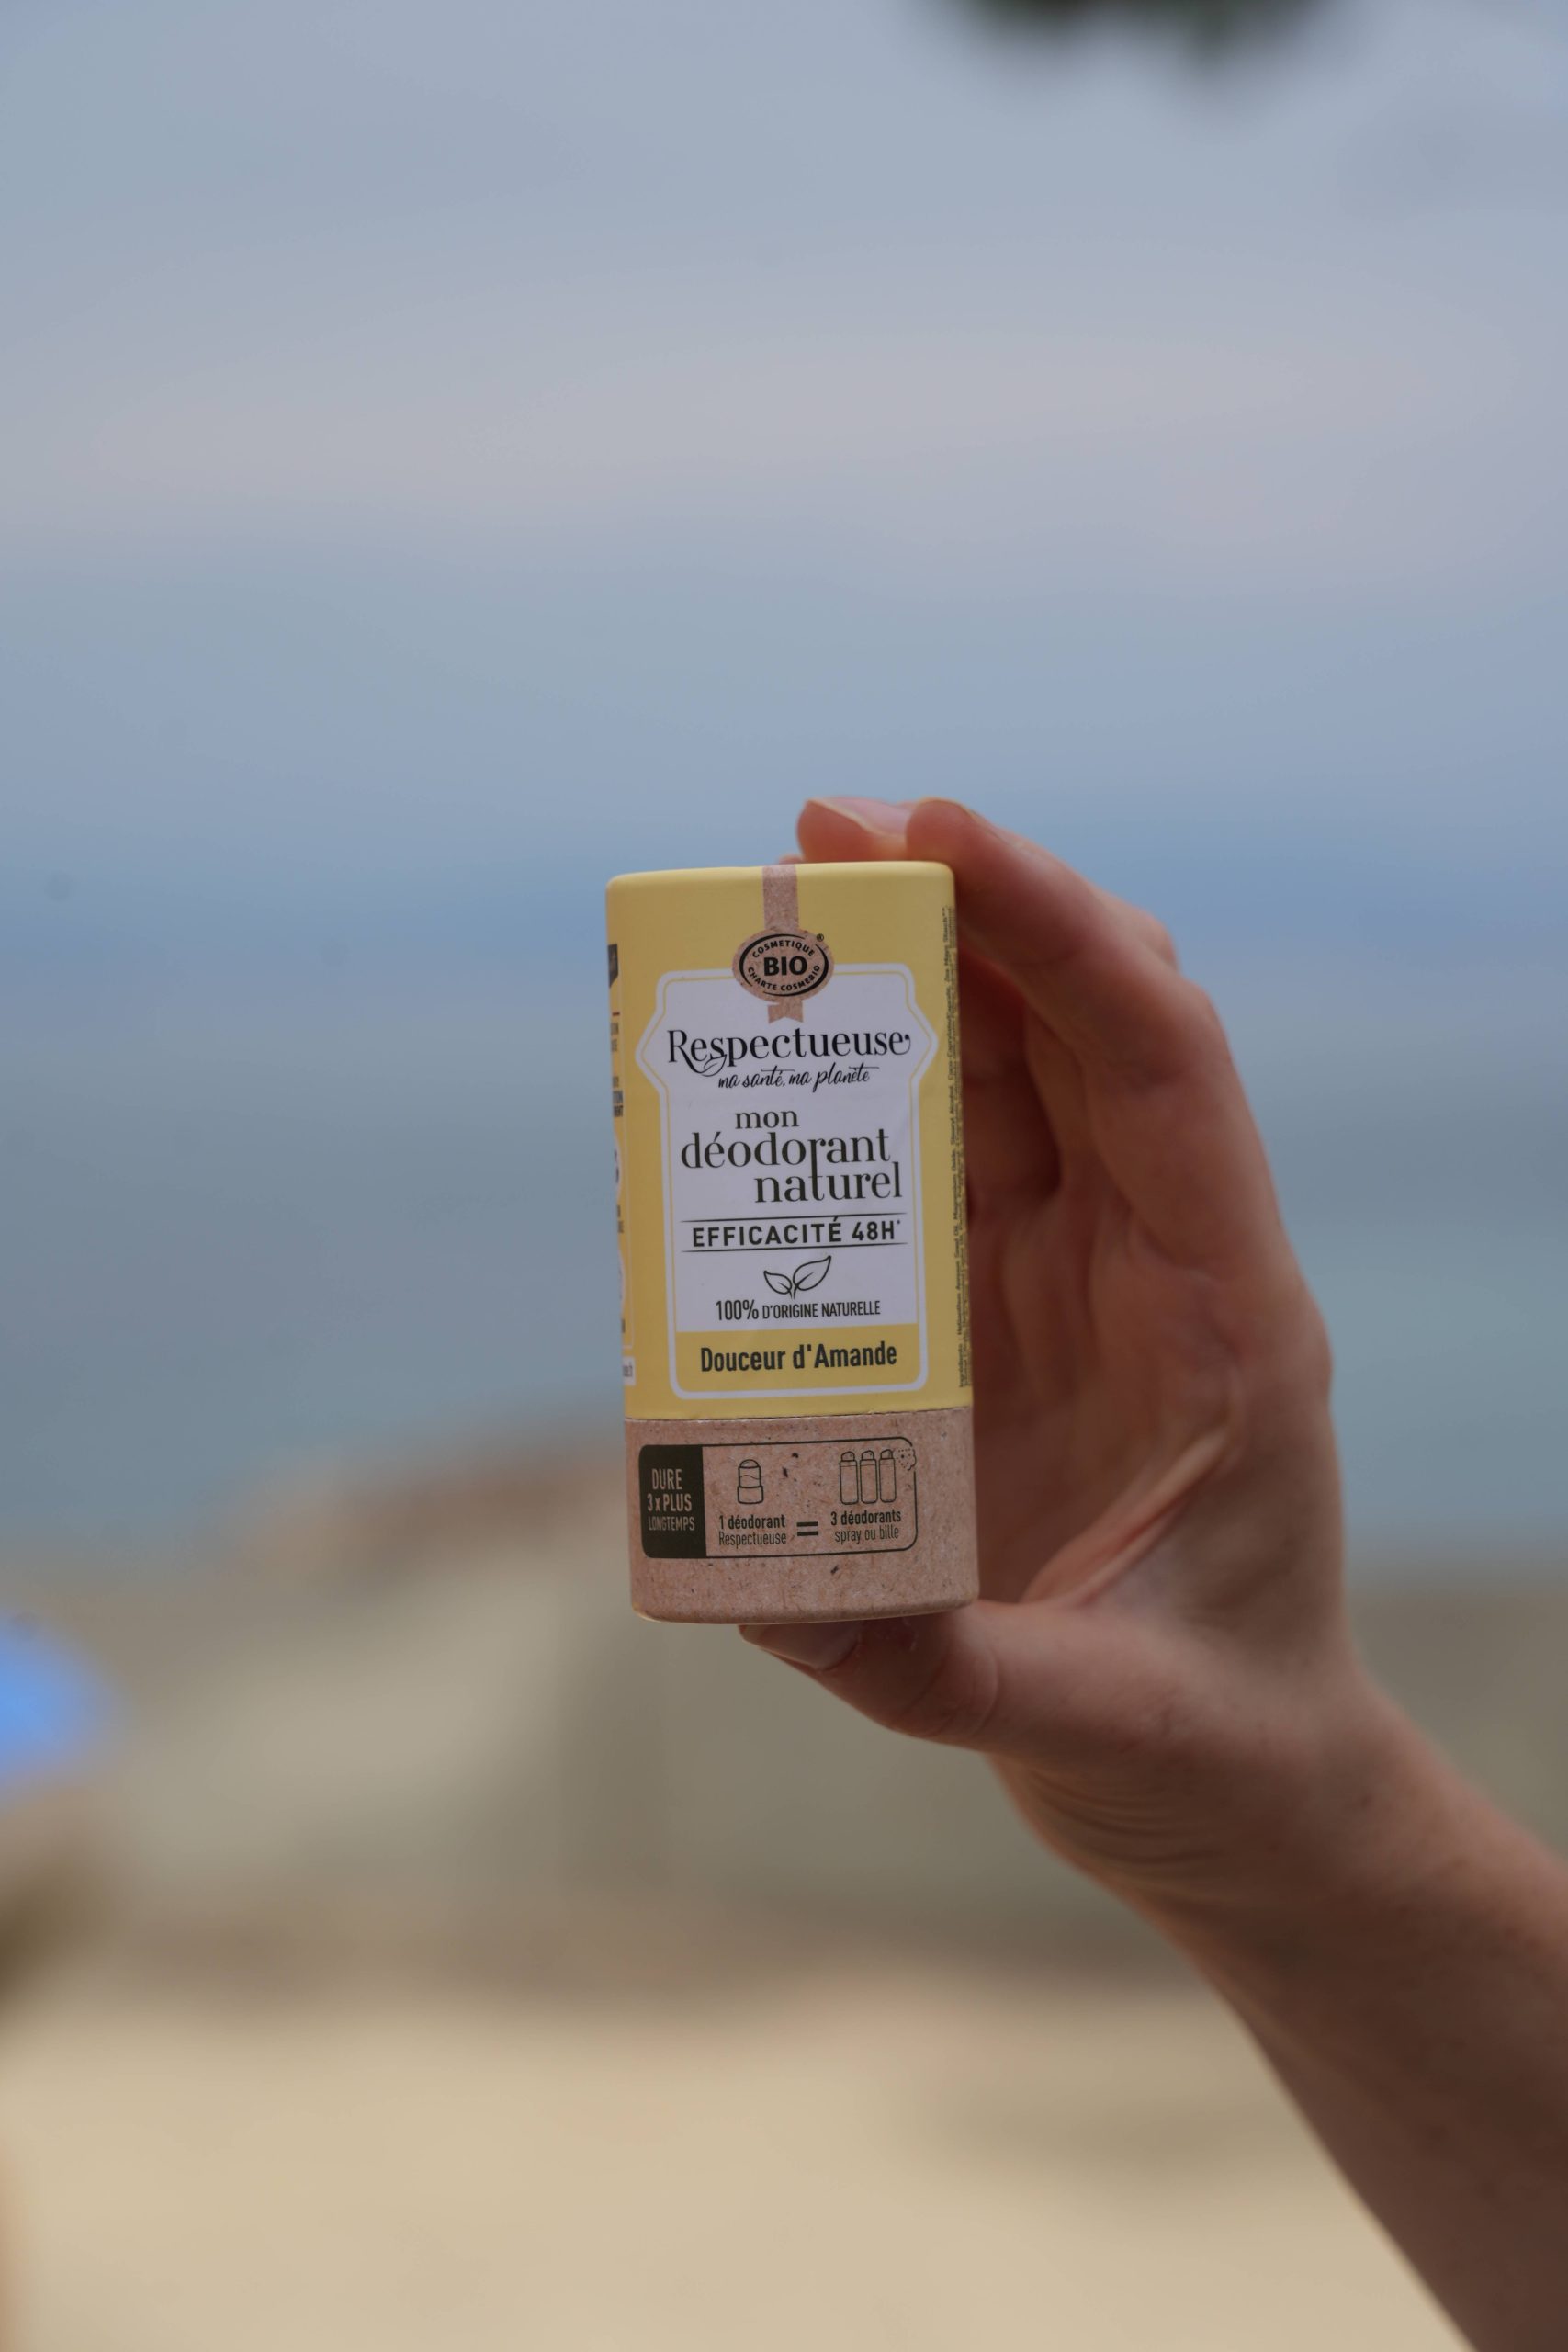 COSMETIQUE
BIO
®
CHARTE COSMEBIO
Respectueuse
ma santé, ma planète
mon
déodorant
naturel
EFFICACITÉ 48H*
100% D'ORIGINE NATURELLE
Douceur d'Amande
DURE
3 x PLUS
LONGTEMPS
1 déodorant
Respectueuse
=
3 déodorants
spray ou bille